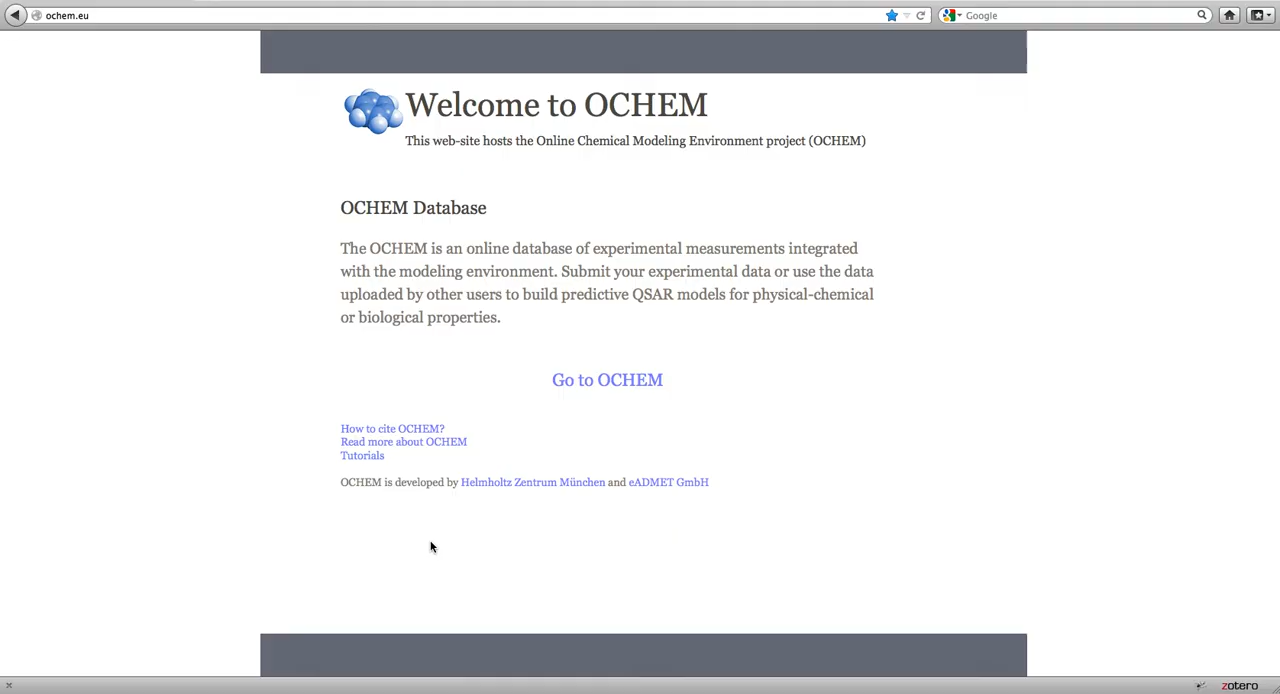 ochem.eu
Google
Welcome to OCHEM
This web-site hosts the Online Chemical Modeling Environment project (OCHEM)
OCHEM Database
The OCHEM is an online database of experimental measurements integrated
with the modeling environment. Submit your experimental data or use the data
uploaded by other users to build predictive QSAR models for physical-chemical
or biological properties.
Go to OCHEM
How to cite OCHEM?
Read more about OCHEM
Tutorials
OCHEM is developed by Helmholtz Zentrum München and eADMET GmbH
zotero